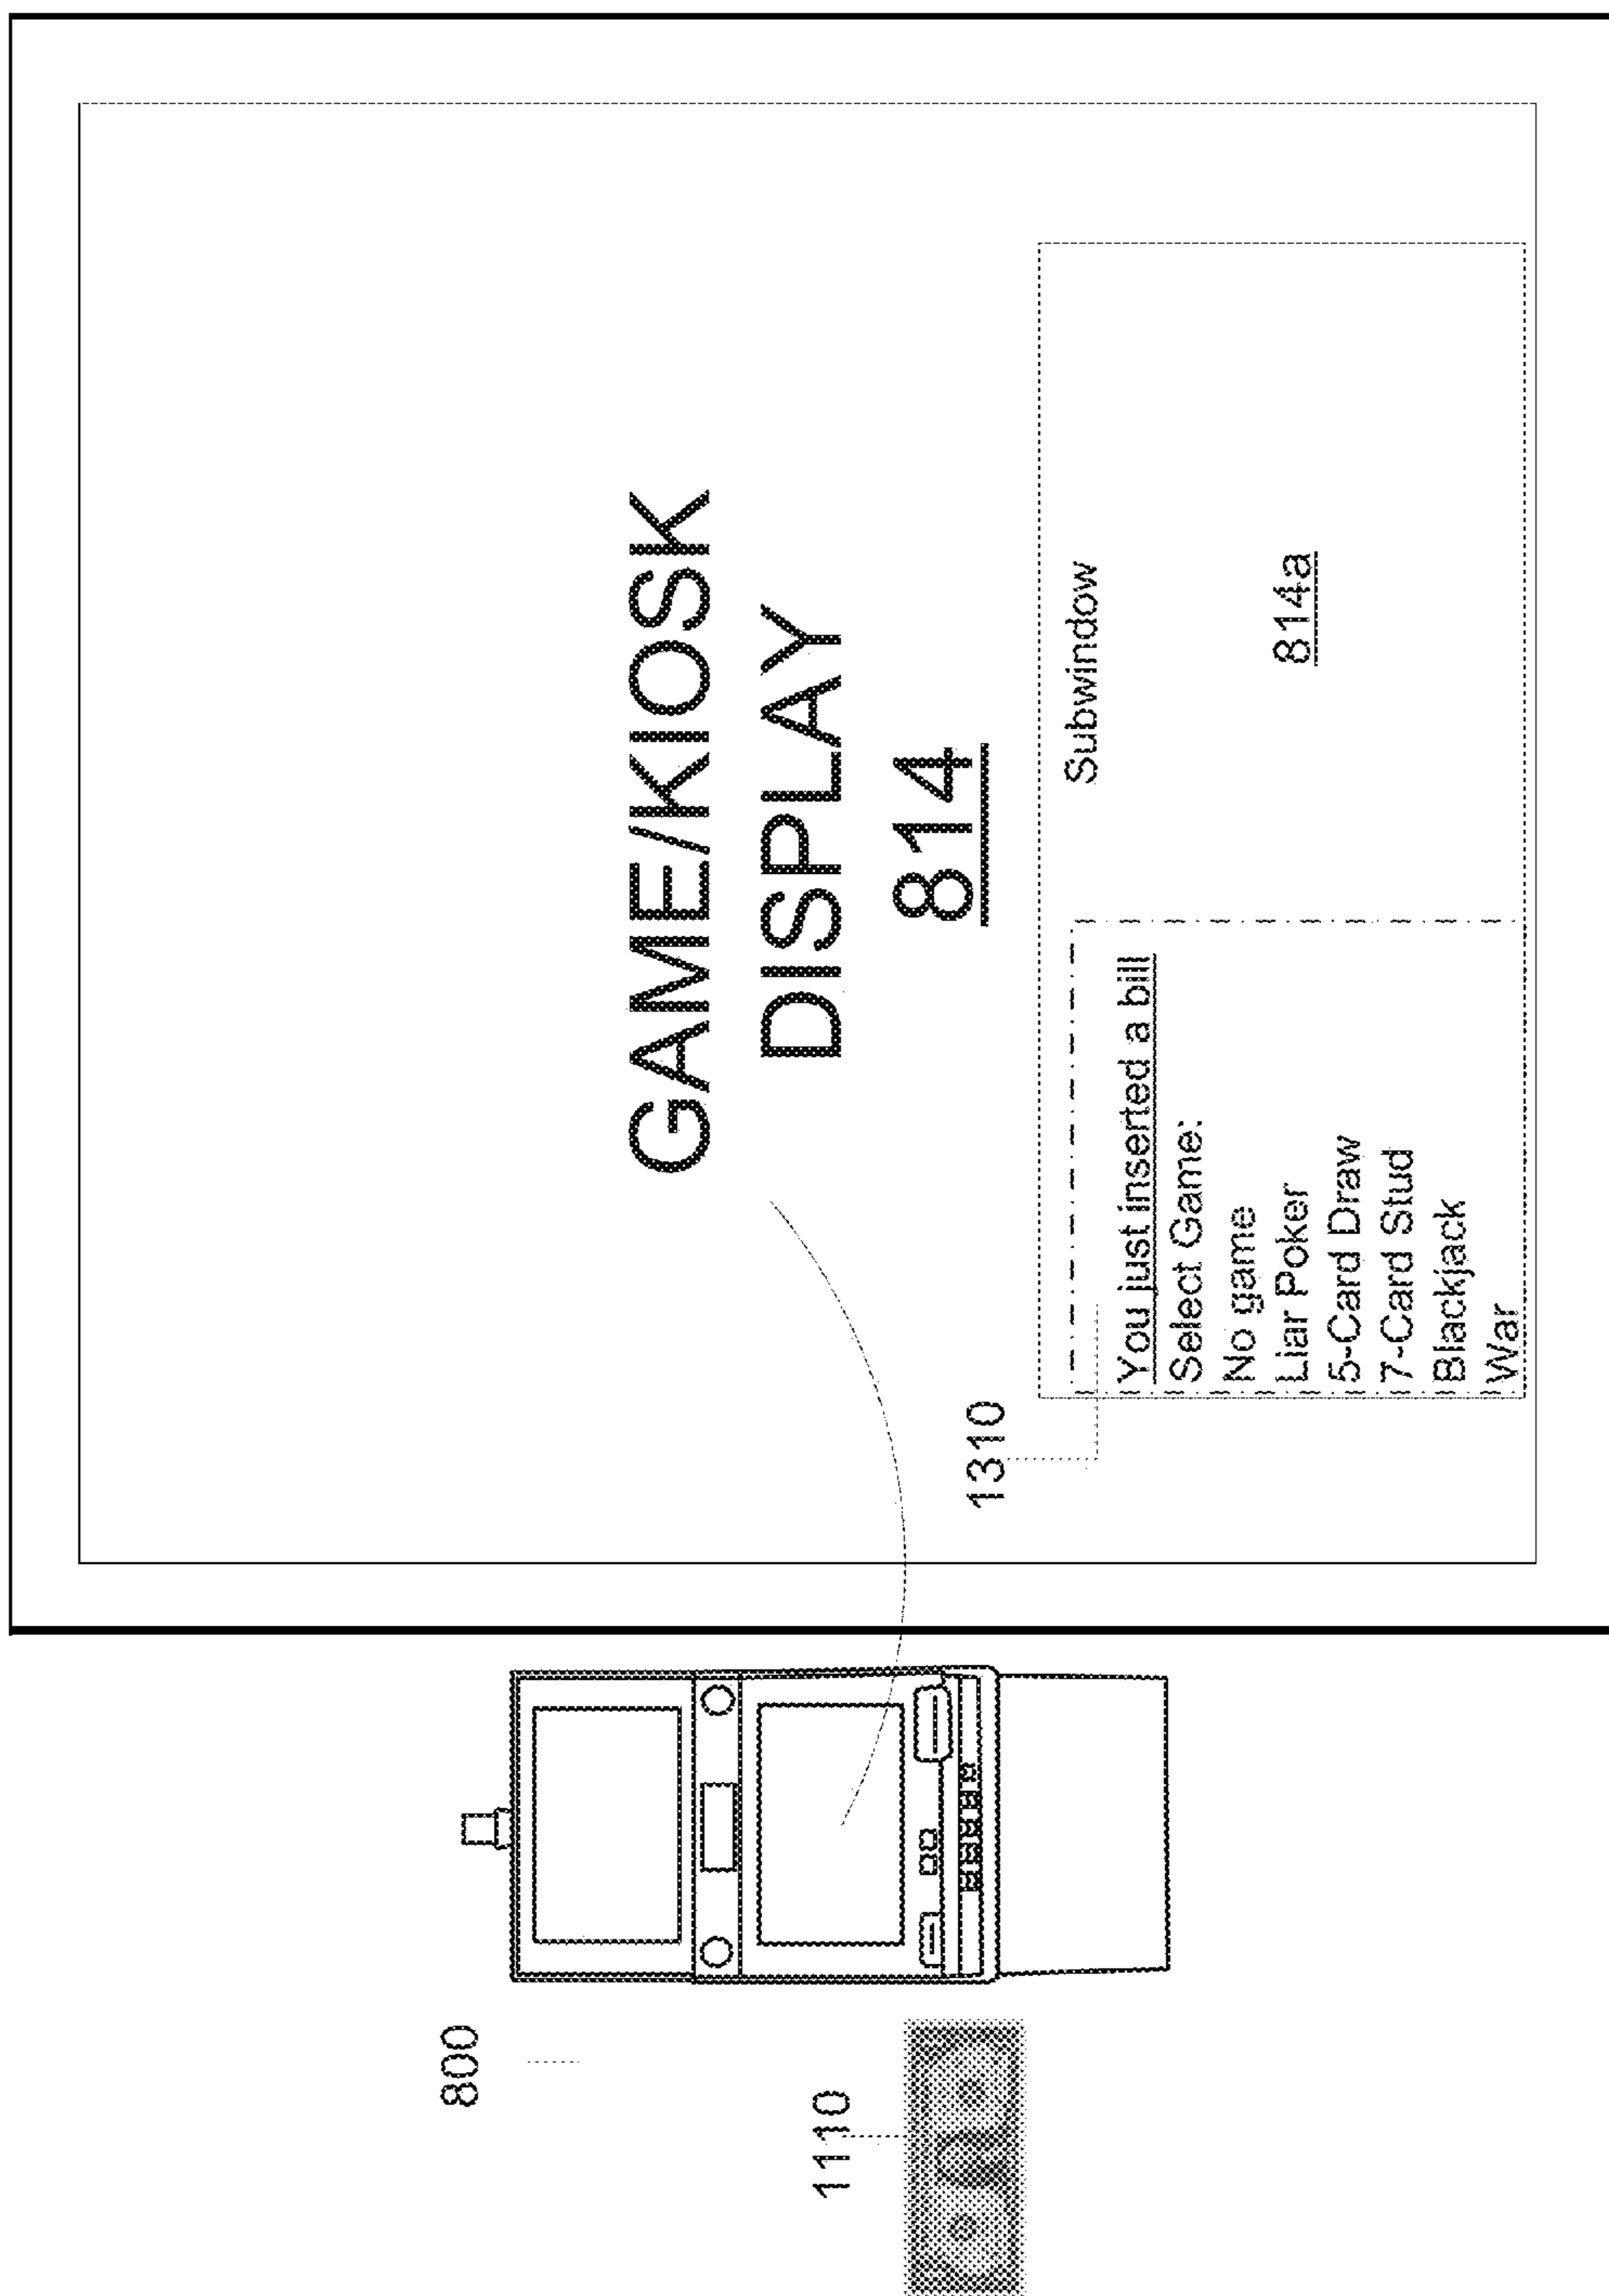 800
1110
GAME/KIOSK
DISPLAY
814
1310
Subwindow
814a
You just inserted a bill
Select Game:
No game
Liar Poker
5-Card Draw
7-Card Stud
Blackjack
War